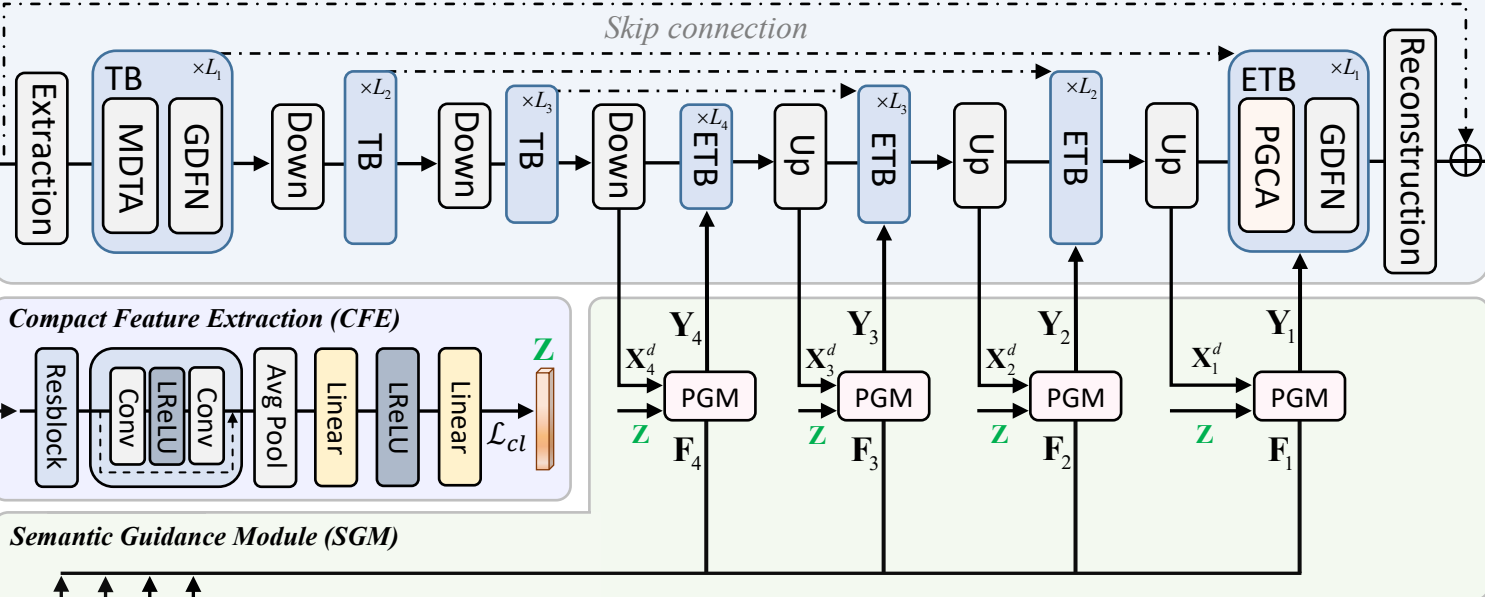 Skip connection
Extraction
TB
×L₁
MDTA
GDFN
Down
×L₂
TB
Down
×L₃
TB
Down
×L₄
ETB
Up
×L₃
ETB
Up
×L₂
ETB
Up
ETB
×L₁
PGCA
GDFN
Reconstruction
Compact Feature Extraction (CFE)
Resblock
Conv
LReLU
Conv
Avg Pool
Linear
LReLU
Linear
ℒ_cl
Z
X₄ᵈ
Y₄
Z
PGM
F₄
X₃ᵈ
Y₃
Z
PGM
F₃
X₂ᵈ
Y₂
Z
PGM
F₂
X₁ᵈ
Y₁
Z
PGM
F₁
Semantic Guidance Module (SGM)